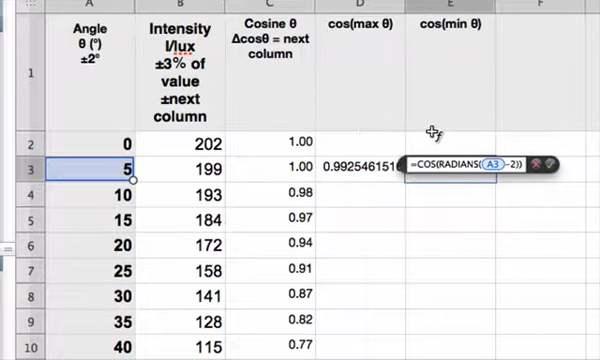 A B C D E F
1 Angle
θ (°)
±2°
Intensity
I/lux
±3% of
value
±next
column
Cosine θ
Δcosθ = next
column
cos(max θ)
cos(min θ)
2 0 202 1.00
3 5 199 1.00 0.992546151 =COS(RADIANS(A3-2))
4 10 193 0.98
5 15 184 0.97
6 20 172 0.94
7 25 158 0.91
8 30 141 0.87
9 35 128 0.82
10 40 115 0.77